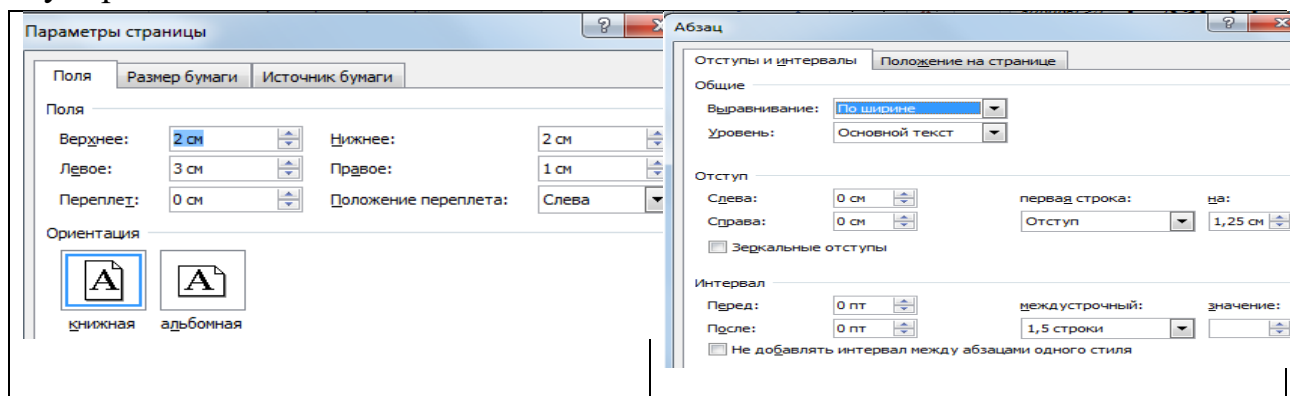 Параметры страницы
Поля Размер бумаги Источник бумаги
Поля
Верхнее: 2 см Нижнее: 2 см
Левое: 3 см Правое: 1 см
Переплет: 0 см Положение переплета: Слева
Ориентация
книжная альбомная
Абзац
Отступы и интервалы Положение на странице
Общие
Выравнивание: По ширине
Уровень: Основной текст
Отступ
Слева: 0 см первая строка: на:
Справа: 0 см Отступ 1,25 см
Зеркальные отступы
Интервал
Перед: 0 пт междустрочный: значение:
После: 0 пт 1,5 строки
Не добавлять интервал между абзацами одного стиля